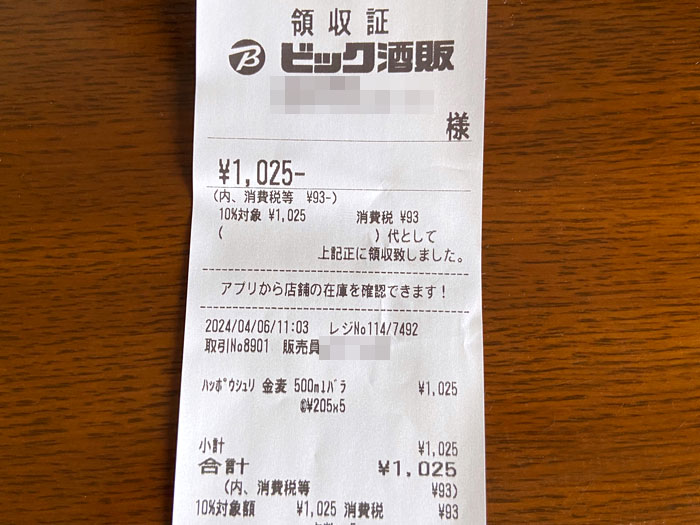 領収証
B ビック酒販
様
¥1,025-
(内、消費税等 ¥93-)
10%対象 ¥1,025 消費税 ¥93
( )代として
上記正に領収致しました。
アプリから店舗の在庫を確認できます!
2024/04/06/11:03 レジNo114/7492
取引No8901 販売員
ﾊｯﾎﾟｳｼｭﾘ 金麦 500ml ﾊﾞﾗ ¥1,025
@¥205x5
小計 ¥1,025
合計 ¥1,025
(内、消費税等 ¥93)
10%対象額 ¥1,025 消費税 ¥93